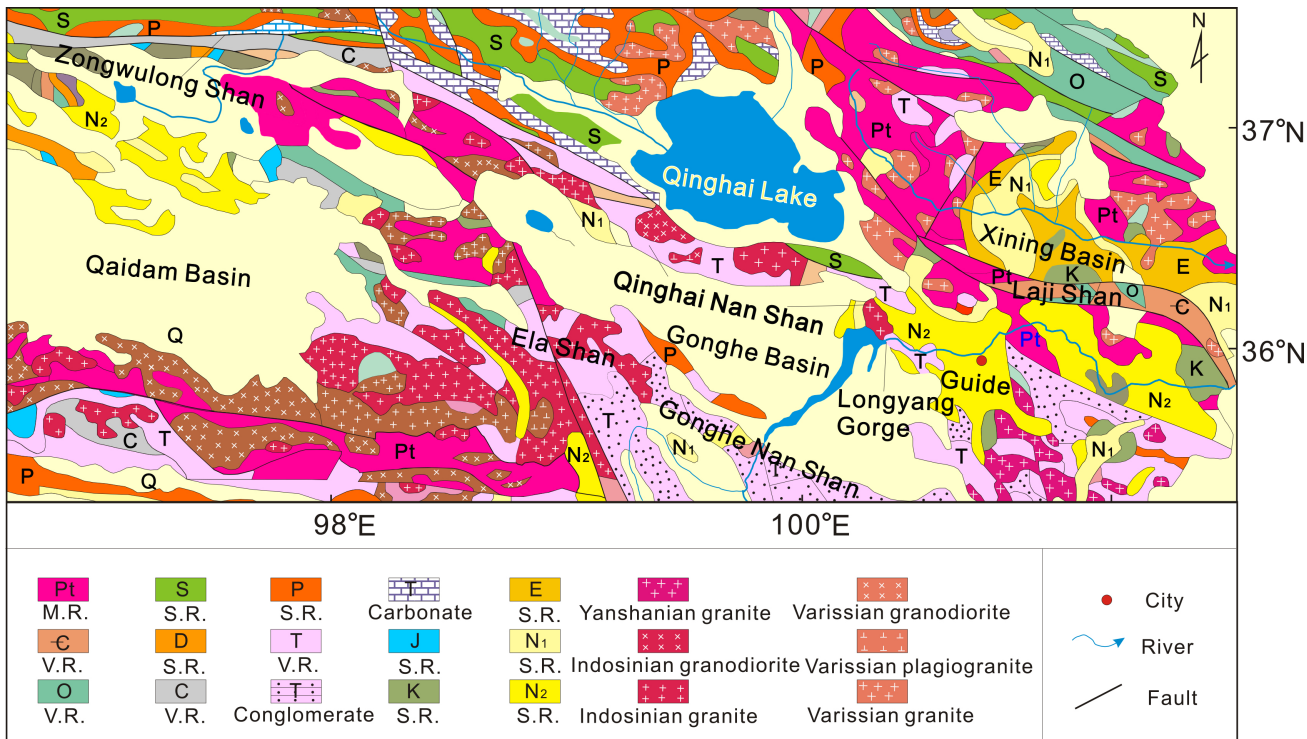 S
P
S
P
N
N1
O
S
Zongwulong Shan
C
P
T
Pt
37°N
N2
S
Qinghai Lake
E
N1
Pt
N1
Xining Basin
Qaidam Basin
T
S
Pt
K
E
Qinghai Nan Shan
T
Laji Shan
O
Є
N1
Q
Ela Shan
Gonghe Basin
N2
Pt
36°N
P
T
Guide
K
Longyang
Gorge
N2
C
T
T
Gonghe Nan Shan
N1
Pt
N2
T
N1
P
Q
98°E
100°E
Pt
M.R.
S
S.R.
P
S.R.
T
Carbonate
E
S.R.
Yanshanian granite
Varissian granodiorite
City
Є
V.R.
D
S.R.
T
V.R.
J
S.R.
N1
S.R.
Indosinian granodiorite
Varissian plagiogranite
River
O
V.R.
C
V.R.
T
Conglomerate
K
S.R.
N2
S.R.
Indosinian granite
Varissian granite
Fault